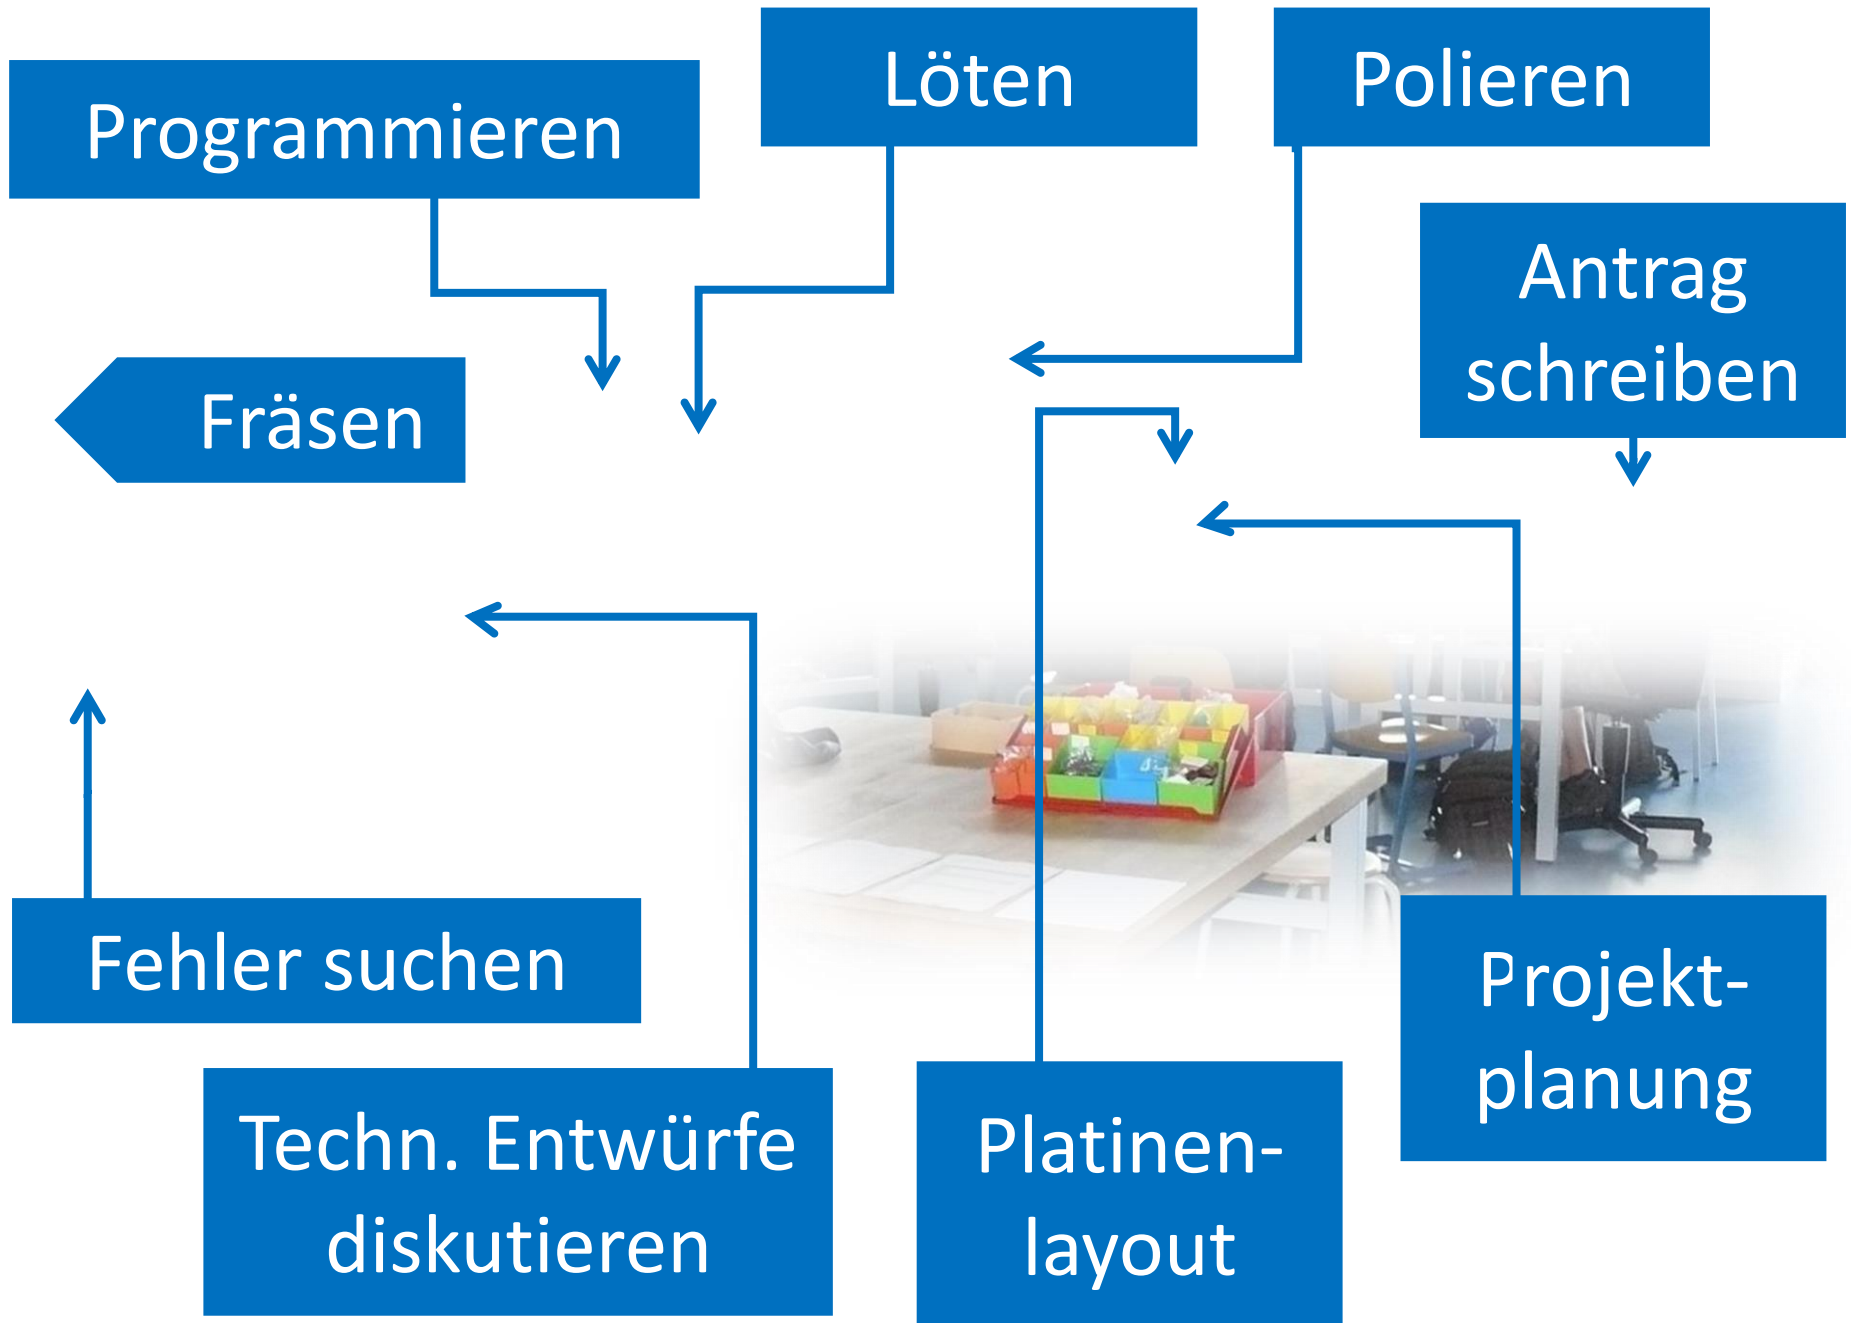 Löten
Polieren
Programmieren
Antrag
schreiben
Fräsen
Fehler suchen
Projekt-
planung
Techn. Entwürfe
diskutieren
Platinen-
layout